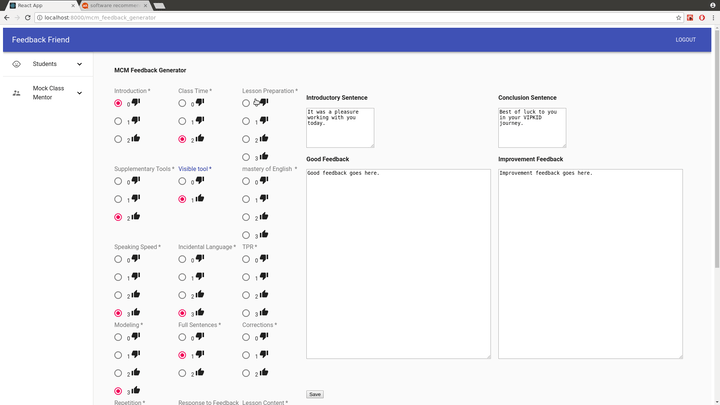 React App
software recomme
localhost:8000/mcm_feedback_generator
Feedback Friend
LOGOUT
Students
Mock Class
Mentor
MCM Feedback Generator
Introduction *
0
1
2
Class Time *
0
1
2
Lesson Preparation *
0
1
2
3
Supplementary Tools *
0
1
2
Visible tool *
0
1
mastery of English *
0
1
2
3
Speaking Speed *
0
1
2
3
Incidental Language *
0
1
2
3
TPR *
0
1
2
3
Modeling *
0
1
2
3
Full Sentences *
0
1
2
Corrections *
0
1
2
Repetition *
Response to Feedback
Lesson Content *
Introductory Sentence
It was a pleasure
working with you
today.
Conclusion Sentence
Best of luck to you
in your VIPKID
journey.
Good Feedback
Good feedback goes here.
Improvement Feedback
Improvement feedback goes here.
Save